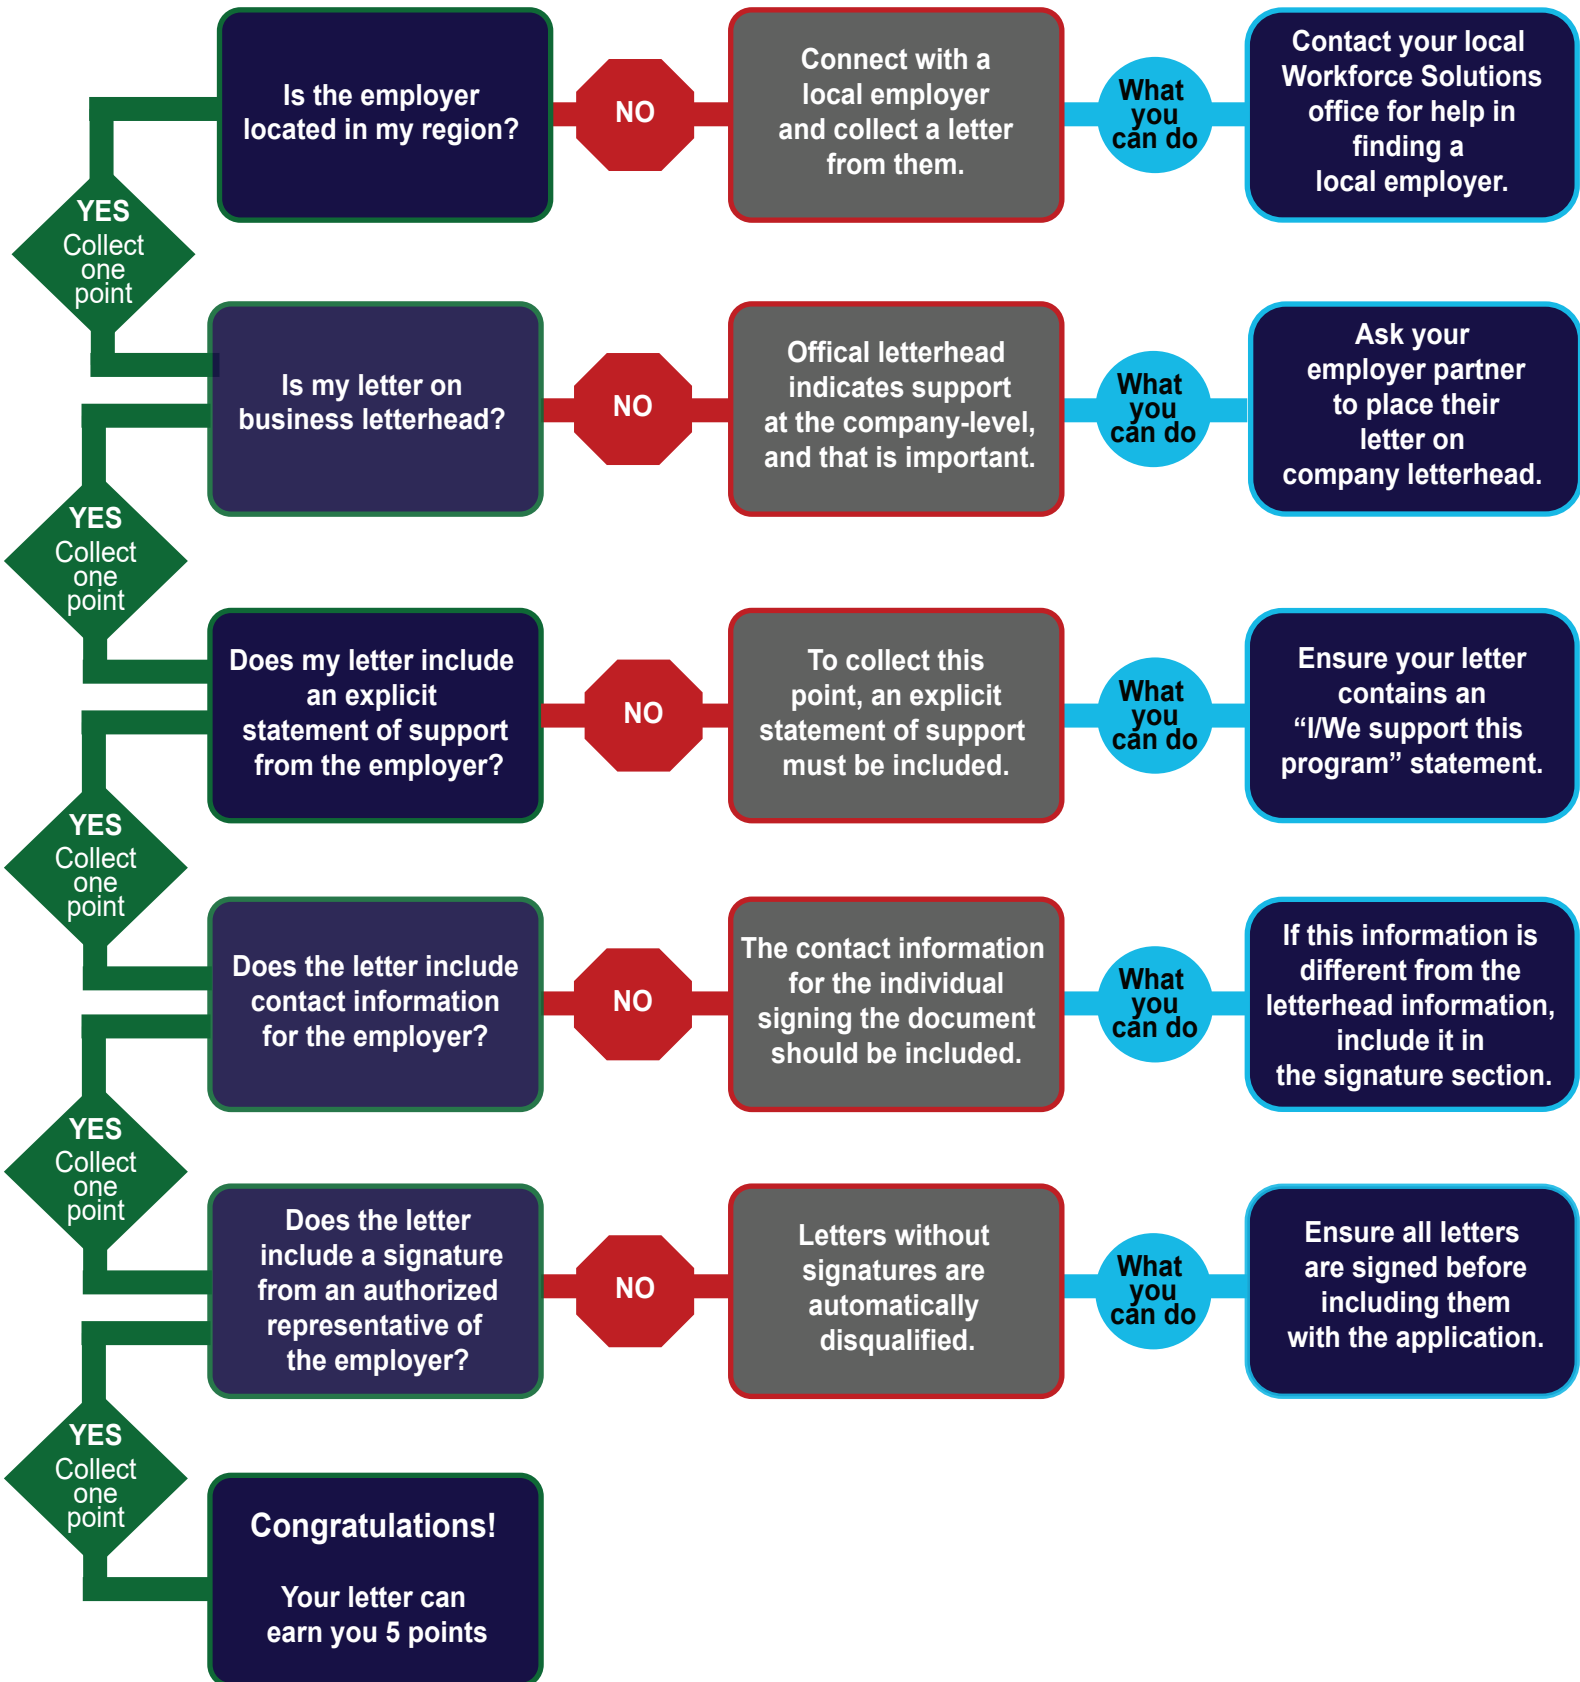 Is the employer
located in my region?
NO
Connect with a
local employer
and collect a letter
from them.
What
you
can do
Contact your local
Workforce Solutions
office for help in
finding a
local employer.
YES
Collect
one
point
Is my letter on
business letterhead?
NO
Offical letterhead
indicates support
at the company-level,
and that is important.
What
you
can do
Ask your
employer partner
to place their
letter on
company letterhead.
YES
Collect
one
point
Does my letter include
an explicit
statement of support
from the employer?
NO
To collect this
point, an explicit
statement of support
must be included.
What
you
can do
Ensure your letter
contains an
“I/We support this
program” statement.
YES
Collect
one
point
Does the letter include
contact information
for the employer?
NO
The contact information
for the individual
signing the document
should be included.
What
you
can do
If this information is
different from the
letterhead information,
include it in
the signature section.
YES
Collect
one
point
Does the letter
include a signature
from an authorized
representative of
the employer?
NO
Letters without
signatures are
automatically
disqualified.
What
you
can do
Ensure all letters
are signed before
including them
with the application.
YES
Collect
one
point
Congratulations!
Your letter can
earn you 5 points